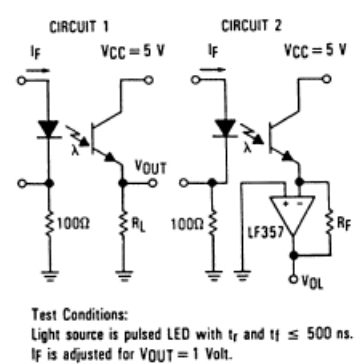 CIRCUIT 1
CIRCUIT 2
IF
VCC = 5 V
IF
VCC = 5 V
λ
λ
VOUT
+ −
100Ω
RL
100Ω
LF357
RF
VOL
Test Conditions:
Light source is pulsed LED with tr and tf ≤ 500 ns.
IF is adjusted for VOUT = 1 Volt.